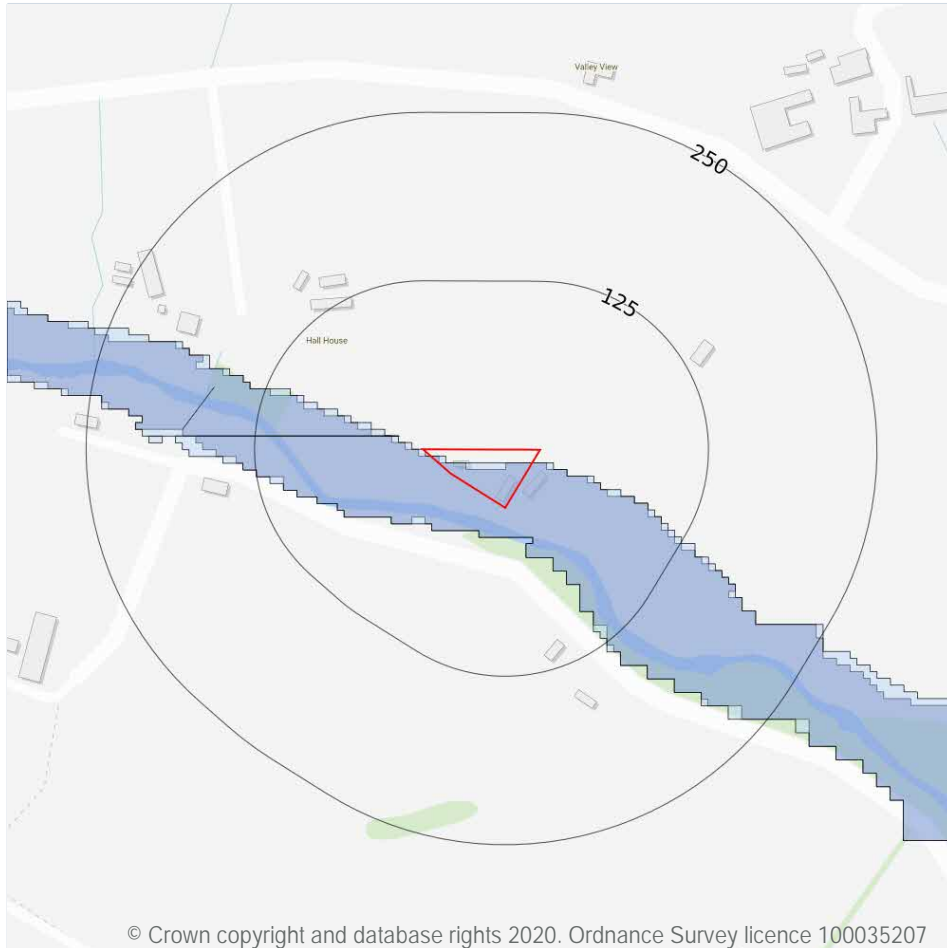 Valley View
250
125
Hall House
© Crown copyright and database rights 2020. Ordnance Survey licence 100035207